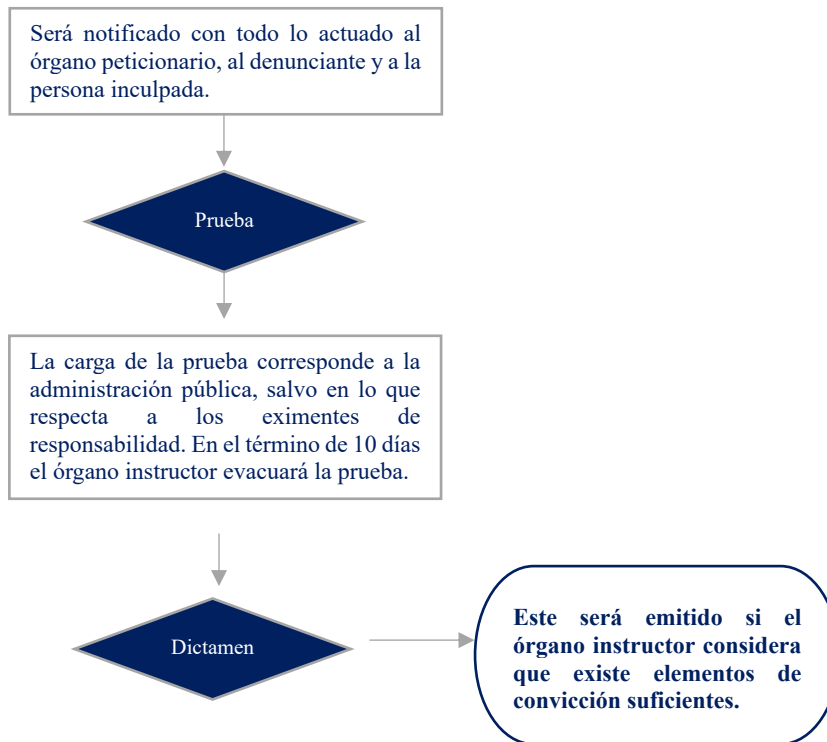 Será notificado con todo lo actuado al
órgano peticionario, al denunciante y a la
persona inculpada.
Prueba
La carga de la prueba corresponde a la
administración pública, salvo en lo que
respecta a los eximentes de
responsabilidad. En el término de 10 días
el órgano instructor evacuará la prueba.
Dictamen
Este será emitido si el
órgano instructor considera
que existe elementos de
convicción suficientes.